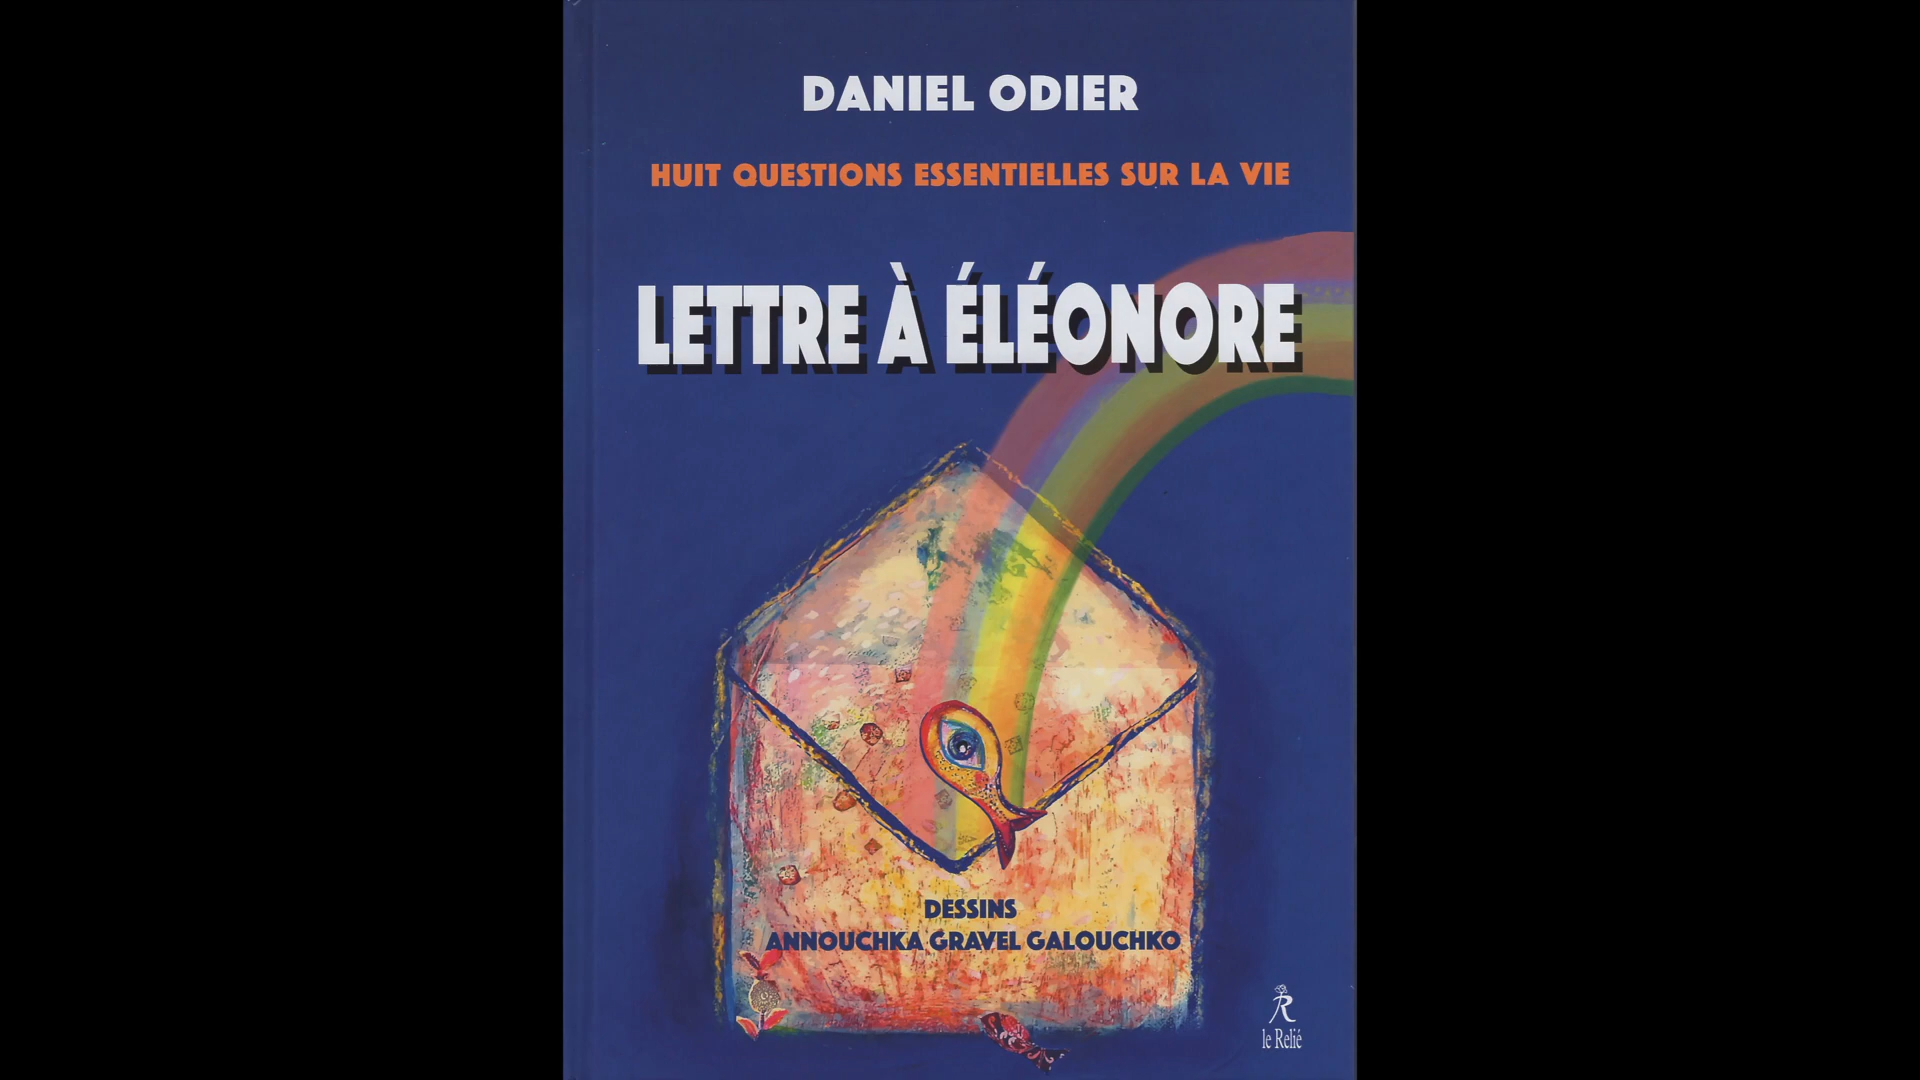 DANIEL ODIER
HUIT QUESTIONS ESSENTIELLES SUR LA VIE
LETTRE À ÉLÉONORE
DESSINS
ANNOUCHKA GRAVEL GALOUCHKO
R
le Relié